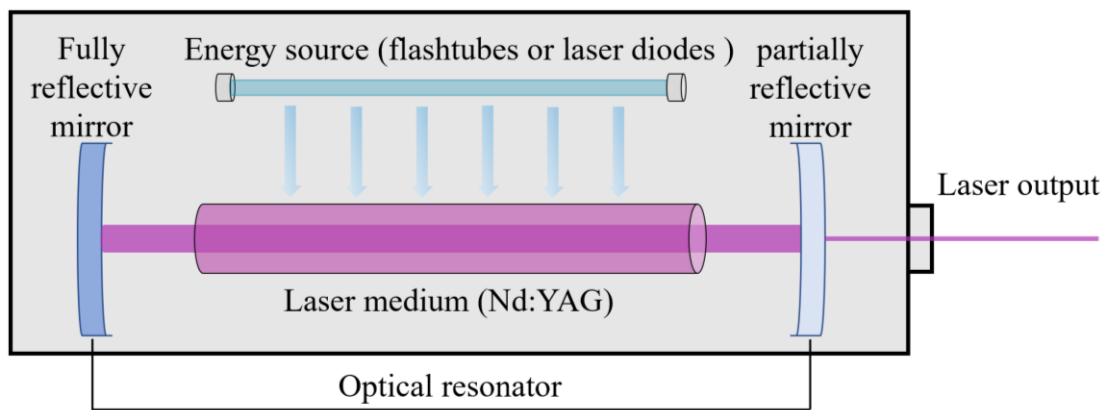 Fully
reflective
mirror
Energy source (flashtubes or laser diodes )
partially
reflective
mirror
Laser output
Laser medium (Nd:YAG)
Optical resonator